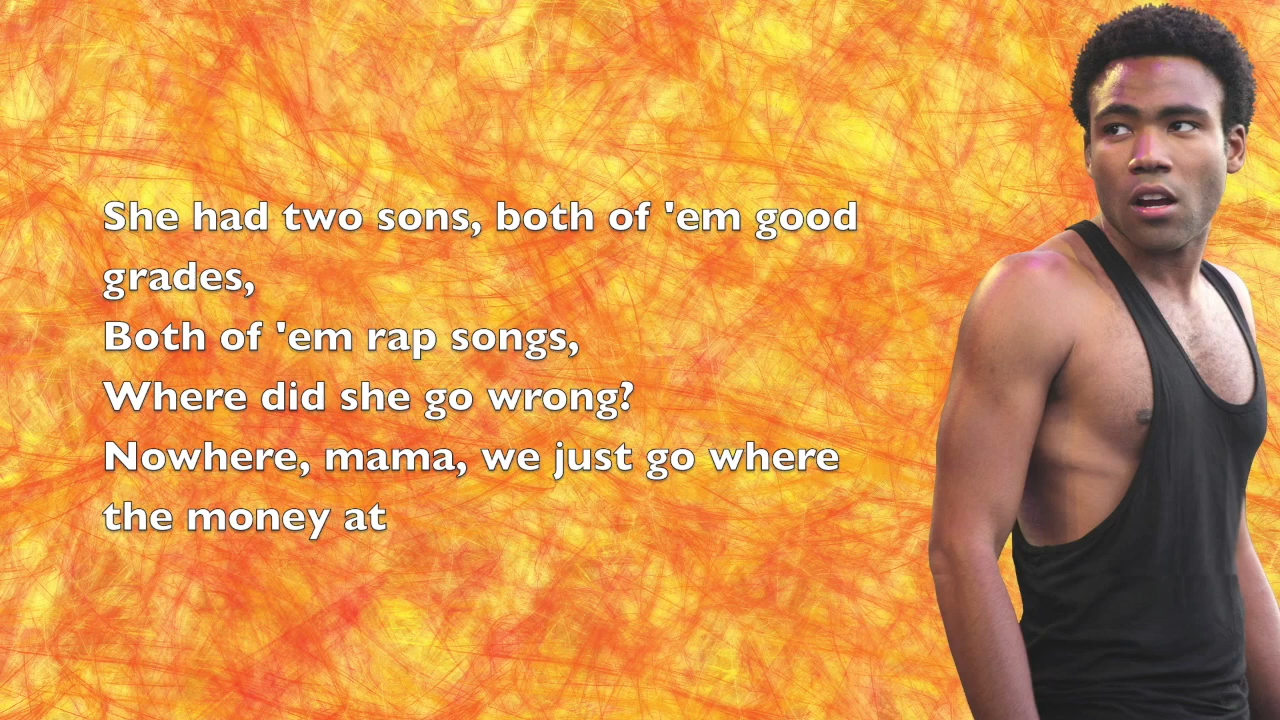 She had two sons, both of 'em good
grades,
Both of 'em rap songs,
Where did she go wrong?
Nowhere, mama, we just go where
the money at